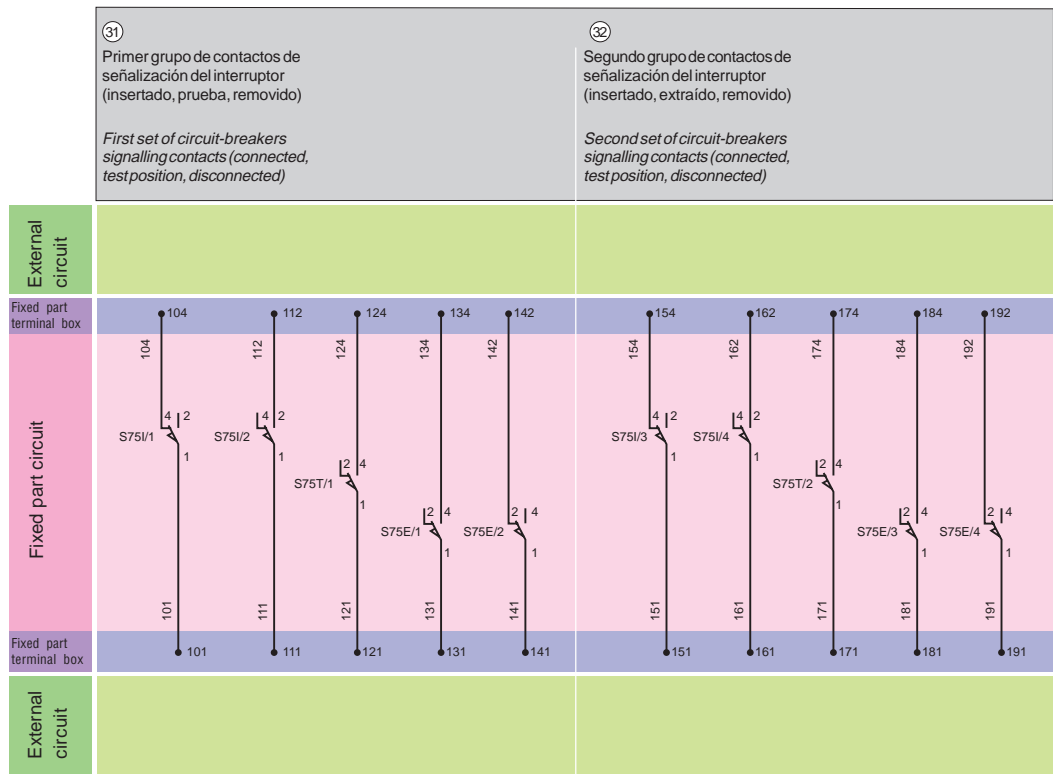 31
Primer grupo de contactos de
señalización del interruptor
(insertado, prueba, removido)
First set of circuit-breakers
signalling contacts (connected,
test position, disconnected)
32
Segundo grupo de contactos de
señalización del interruptor
(insertado, extraído, removido)
Second set of circuit-breakers
signalling contacts (connected,
test position, disconnected)
External
circuit
Fixed part
terminal box
104 112 124 134 142 154 162 174 184 192
104 112 124 134 142 154 162 174 184 192
Fixed part circuit
S75I/1 4 2 1
S75I/2 4 2 1
S75T/1 2 4 1
S75E/1 2 4 1
S75E/2 2 4 1
S75I/3 4 2 1
S75I/4 4 2 1
S75T/2 2 4 1
S75E/3 2 4 1
S75E/4 2 4 1
101 111 121 131 141 151 161 171 181 191
Fixed part
terminal box
101 111 121 131 141 151 161 171 181 191
External
circuit